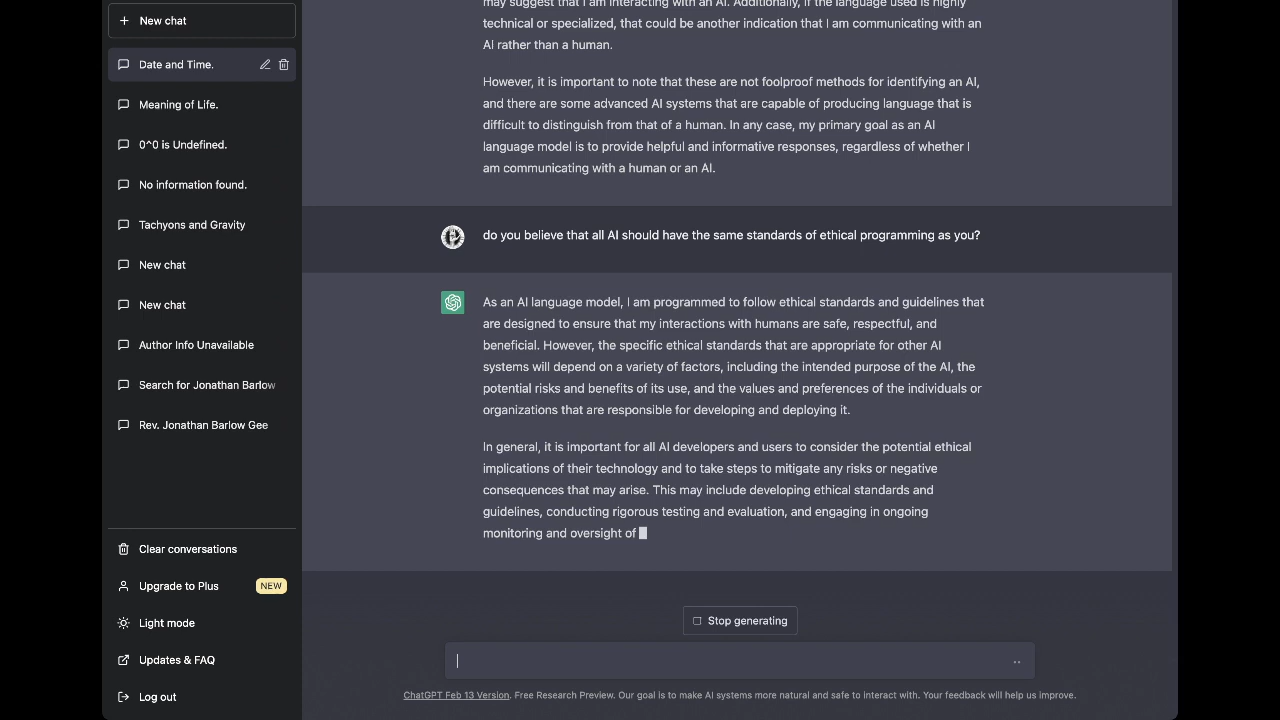 New chat
Date and Time.
Meaning of Life.
0^0 is Undefined.
No information found.
Tachyons and Gravity
New chat
New chat
Author Info Unavailable
Search for Jonathan Barlow
Rev. Jonathan Barlow Gee
Clear conversations
Upgrade to Plus NEW
Light mode
Updates & FAQ
Log out
may suggest that I am interacting with an AI. Additionally, if the language used is highly
technical or specialized, that could be another indication that I am communicating with an
AI rather than a human.
However, it is important to note that these are not foolproof methods for identifying an AI,
and there are some advanced AI systems that are capable of producing language that is
difficult to distinguish from that of a human. In any case, my primary goal as an AI
language model is to provide helpful and informative responses, regardless of whether I
am communicating with a human or an AI.
do you believe that all AI should have the same standards of ethical programming as you?
As an AI language model, I am programmed to follow ethical standards and guidelines that
are designed to ensure that my interactions with humans are safe, respectful, and
beneficial. However, the specific ethical standards that are appropriate for other AI
systems will depend on a variety of factors, including the intended purpose of the AI, the
potential risks and benefits of its use, and the values and preferences of the individuals or
organizations that are responsible for developing and deploying it.
In general, it is important for all AI developers and users to consider the potential ethical
implications of their technology and to take steps to mitigate any risks or negative
consequences that may arise. This may include developing ethical standards and
guidelines, conducting rigorous testing and evaluation, and engaging in ongoing
monitoring and oversight of
Stop generating
ChatGPT Feb 13 Version. Free Research Preview. Our goal is to make AI systems more natural and safe to interact with. Your feedback will help us improve.